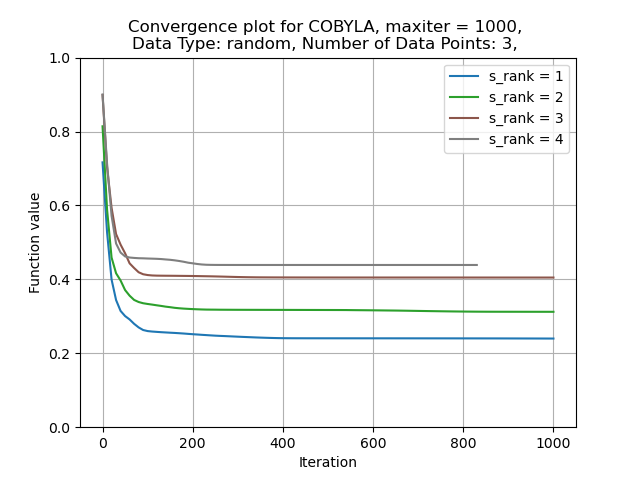 Convergence plot for COBYLA, maxiter = 1000,
Data Type: random, Number of Data Points: 3,
s_rank = 1
s_rank = 2
s_rank = 3
s_rank = 4
Function value
1.0
0.8
0.6
0.4
0.2
0.0
0 200 400 600 800 1000
Iteration